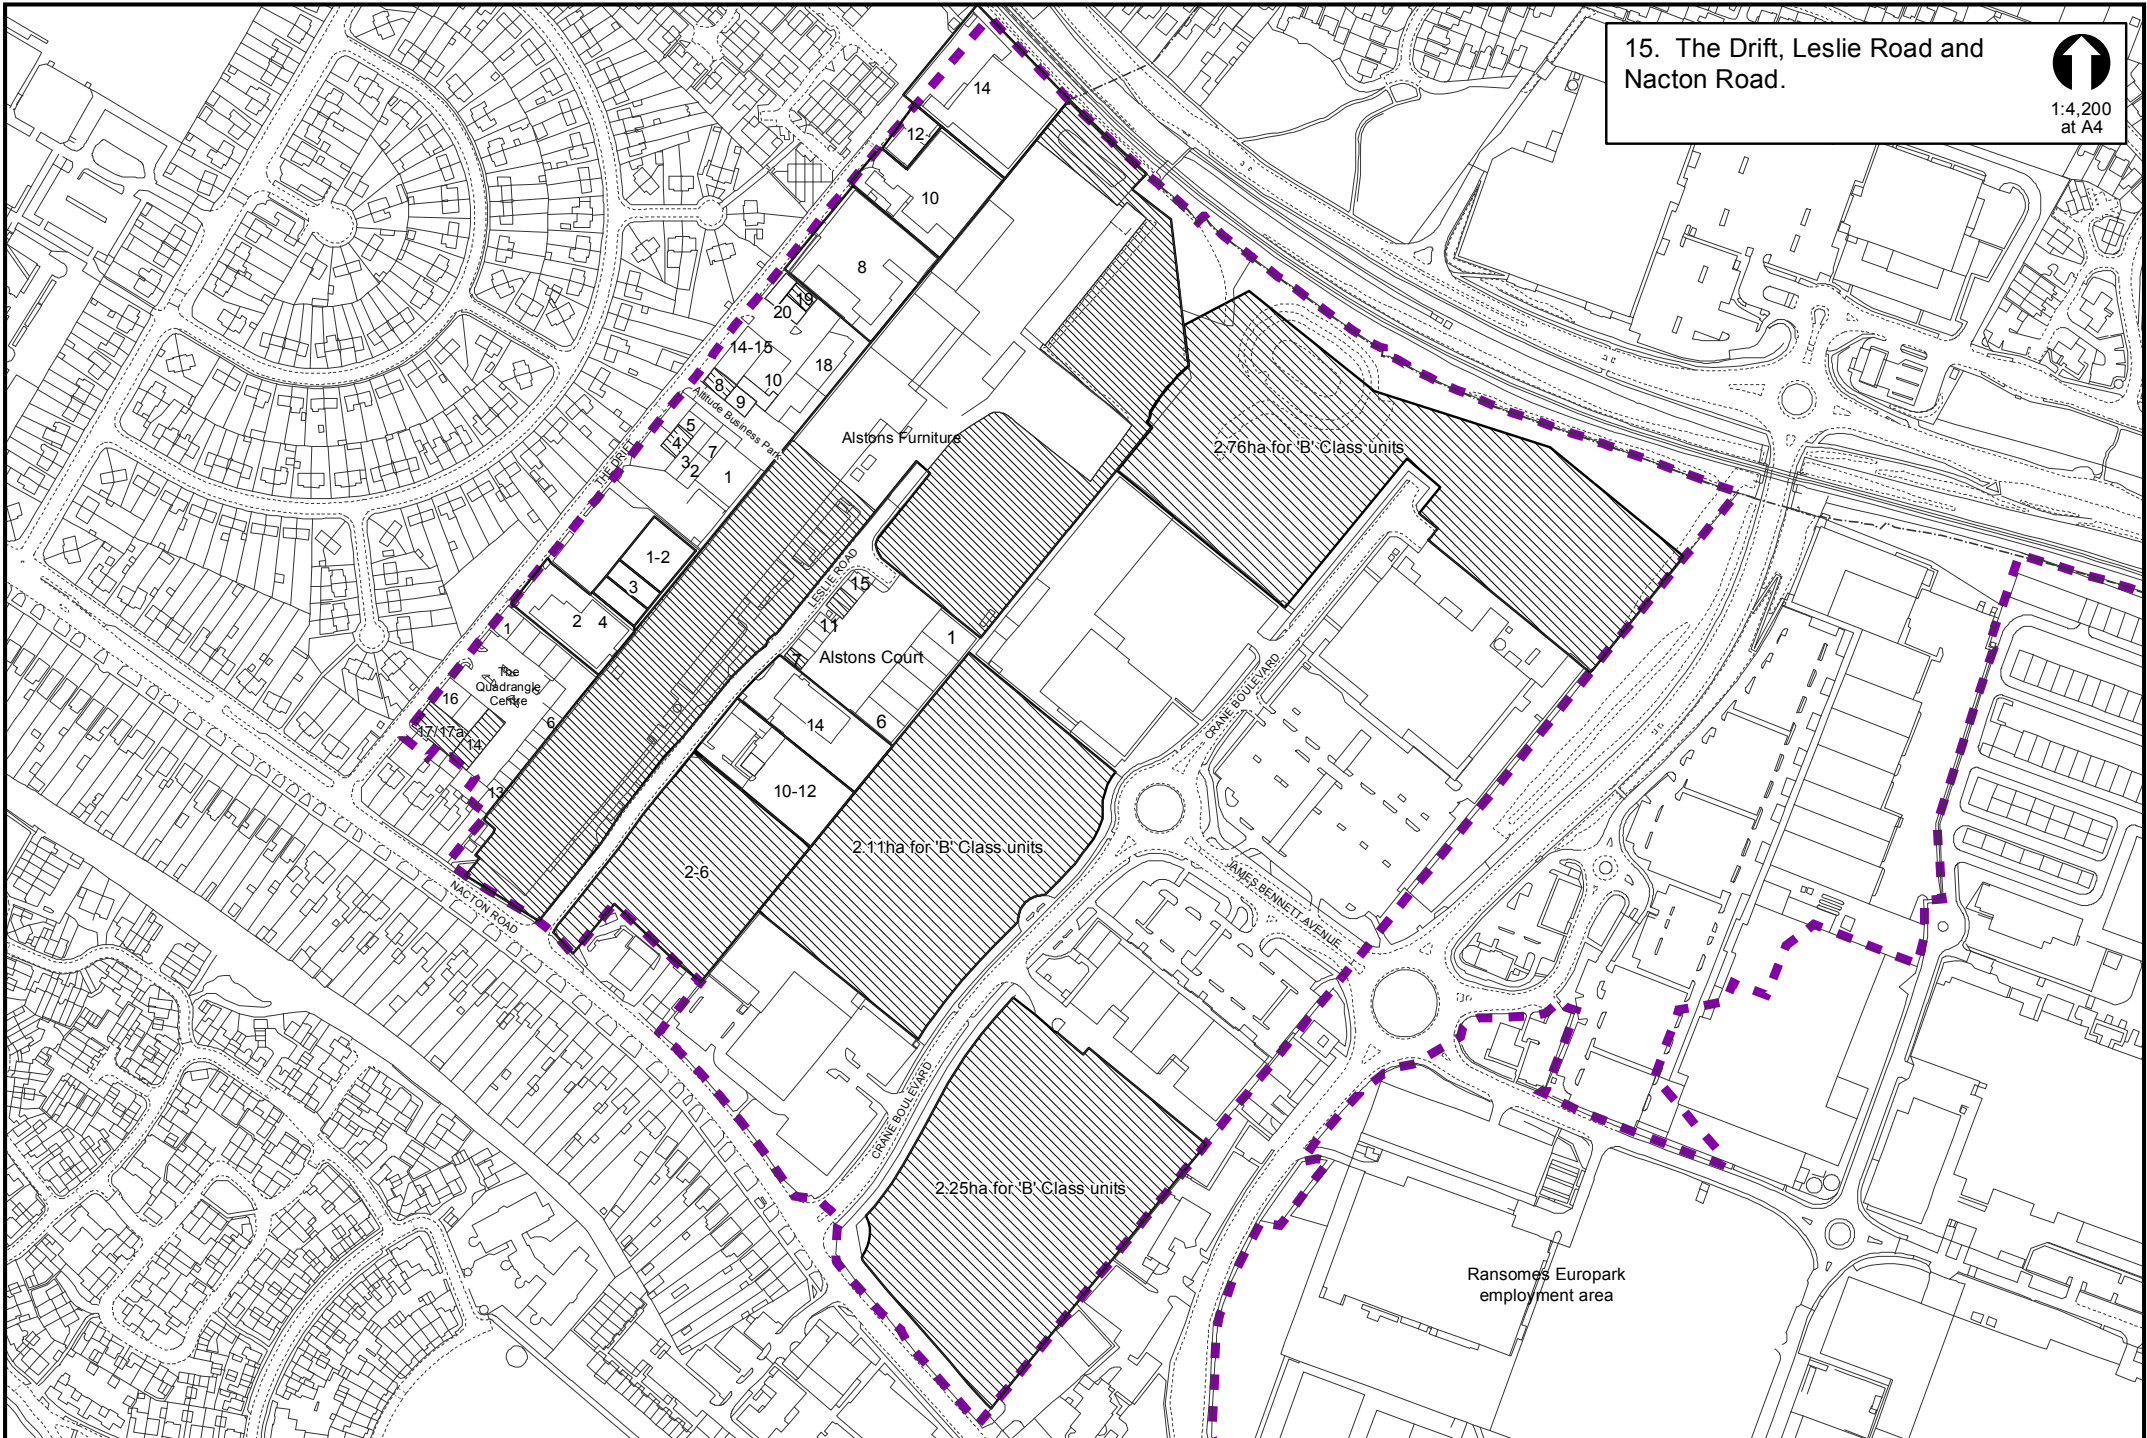 15. The Drift, Leslie Road and
Nacton Road.
1:4,200
at A4
14
12
10
8
19
20
14-15
18
10
8
9
Altitude Business Park
5
4
7
3
2
1
THE DRIFT
Alstons Furniture
2.76ha for 'B' Class units
1-2
3
2
4
1
LESLIE ROAD
15
11
1
7
Alstons Court
The
Quadrangle
Centre
16
6
17/17a
14
13
14
6
10-12
CRANE BOULEVARD
2-6
2.11ha for 'B' Class units
JAMES BENNETT AVENUE
NACTON ROAD
CRANE BOULEVARD
2.25ha for 'B' Class units
Ransomes Europark
employment area